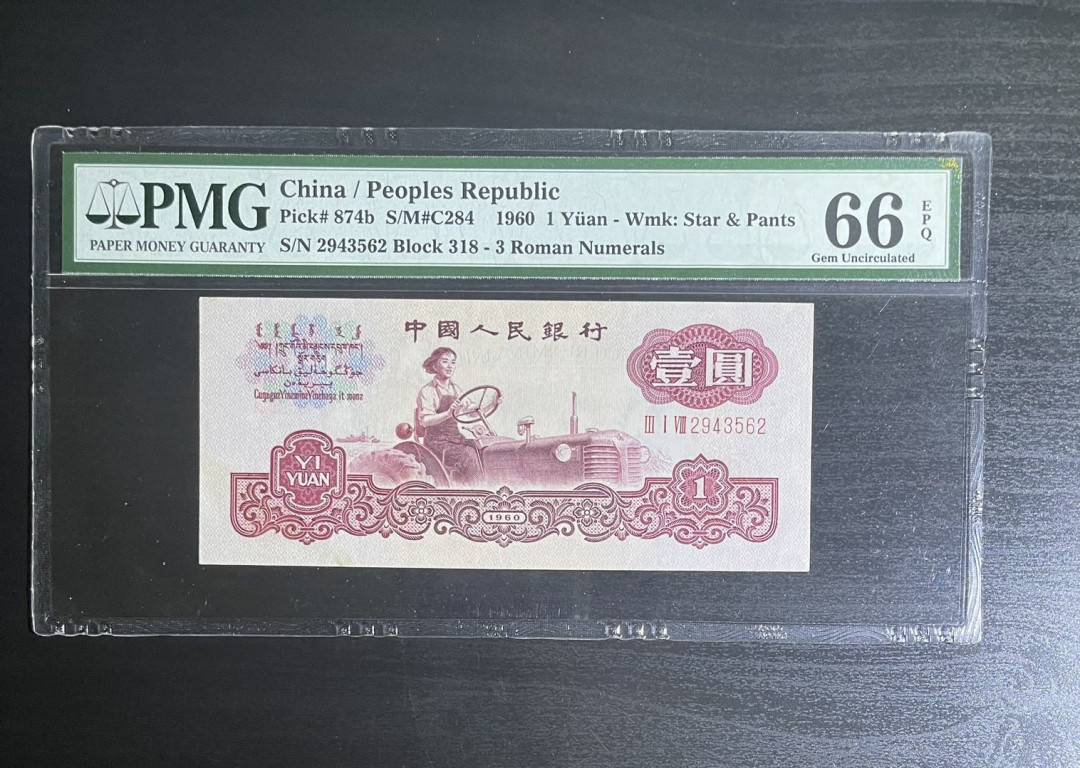 PMG
PAPER MONEY GUARANTY
China / Peoples Republic
Pick# 874b S/M#C284 1960 1 Yüan - Wmk: Star & Pants
S/N 2943562 Block 318 - 3 Roman Numerals
66 EPQ
Gem Uncirculated
中國人民銀行
壹圓
III I VIII 2943562
YI
YUAN
1
1960